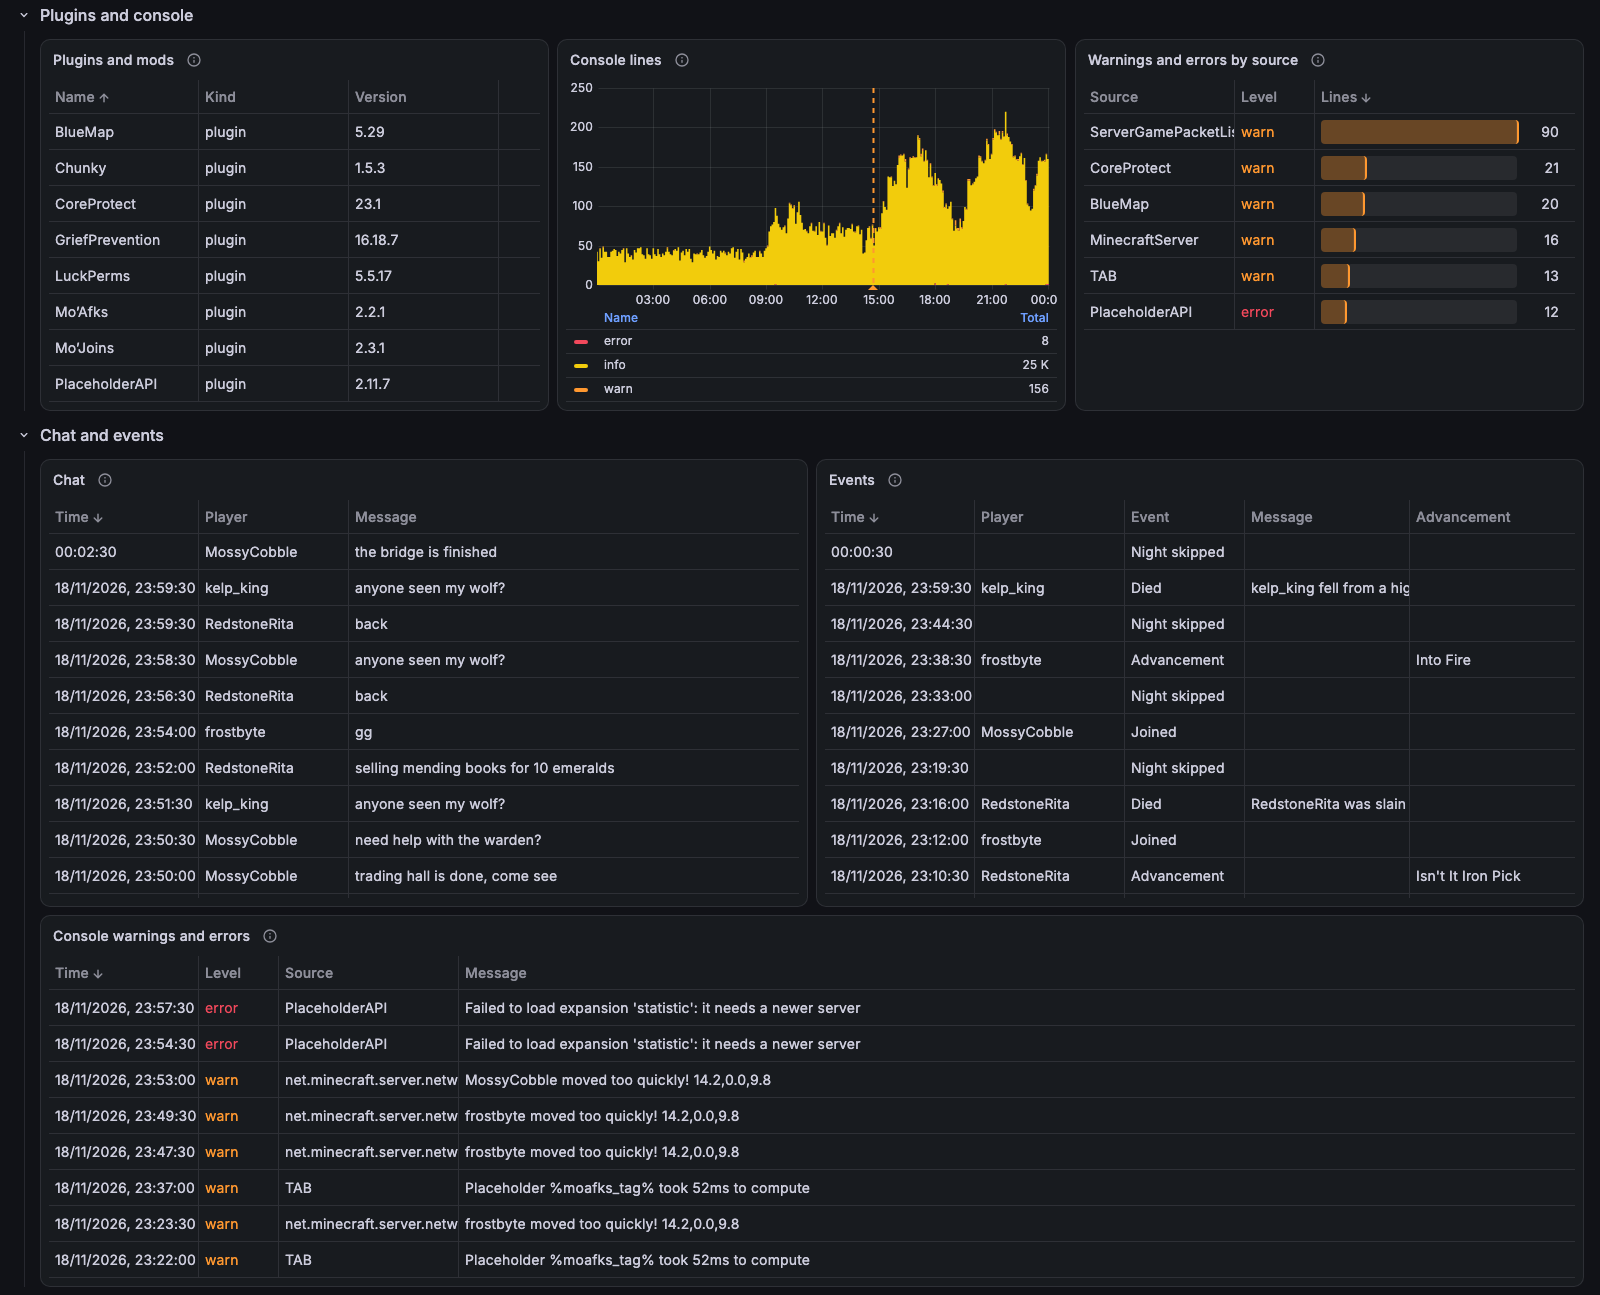 Plugins and console
Plugins and mods
Name ↑ Kind Version
BlueMap plugin 5.29
Chunky plugin 1.5.3
CoreProtect plugin 23.1
GriefPrevention plugin 16.18.7
LuckPerms plugin 5.5.17
Mo'Afks plugin 2.2.1
Mo'Joins plugin 2.3.1
PlaceholderAPI plugin 2.11.7
Console lines
250
200
150
100
50
0
03:00 06:00 09:00 12:00 15:00 18:00 21:00 00:0
Name Total
error 8
info 25 K
warn 156
Warnings and errors by source
Source Level Lines ↓
ServerGamePacketLis warn 90
CoreProtect warn 21
BlueMap warn 20
MinecraftServer warn 16
TAB warn 13
PlaceholderAPI error 12
Chat and events
Chat
Time ↓ Player Message
00:02:30 MossyCobble the bridge is finished
18/11/2026, 23:59:30 kelp_king anyone seen my wolf?
18/11/2026, 23:59:30 RedstoneRita back
18/11/2026, 23:58:30 MossyCobble anyone seen my wolf?
18/11/2026, 23:56:30 RedstoneRita back
18/11/2026, 23:54:00 frostbyte gg
18/11/2026, 23:52:00 RedstoneRita selling mending books for 10 emeralds
18/11/2026, 23:51:30 kelp_king anyone seen my wolf?
18/11/2026, 23:50:30 MossyCobble need help with the warden?
18/11/2026, 23:50:00 MossyCobble trading hall is done, come see
Events
Time ↓ Player Event Message Advancement
00:00:30 Night skipped
18/11/2026, 23:59:30 kelp_king Died kelp_king fell from a hig
18/11/2026, 23:44:30 Night skipped
18/11/2026, 23:38:30 frostbyte Advancement Into Fire
18/11/2026, 23:33:00 Night skipped
18/11/2026, 23:27:00 MossyCobble Joined
18/11/2026, 23:19:30 Night skipped
18/11/2026, 23:16:00 RedstoneRita Died RedstoneRita was slain
18/11/2026, 23:12:00 frostbyte Joined
18/11/2026, 23:10:30 RedstoneRita Advancement Isn't It Iron Pick
Console warnings and errors
Time ↓ Level Source Message
18/11/2026, 23:57:30 error PlaceholderAPI Failed to load expansion 'statistic': it needs a newer server
18/11/2026, 23:54:30 error PlaceholderAPI Failed to load expansion 'statistic': it needs a newer server
18/11/2026, 23:53:00 warn net.minecraft.server.netw MossyCobble moved too quickly! 14.2,0.0,9.8
18/11/2026, 23:49:30 warn net.minecraft.server.netw frostbyte moved too quickly! 14.2,0.0,9.8
18/11/2026, 23:47:30 warn net.minecraft.server.netw frostbyte moved too quickly! 14.2,0.0,9.8
18/11/2026, 23:37:00 warn TAB Placeholder %moafks_tag% took 52ms to compute
18/11/2026, 23:23:30 warn net.minecraft.server.netw frostbyte moved too quickly! 14.2,0.0,9.8
18/11/2026, 23:22:00 warn TAB Placeholder %moafks_tag% took 52ms to compute